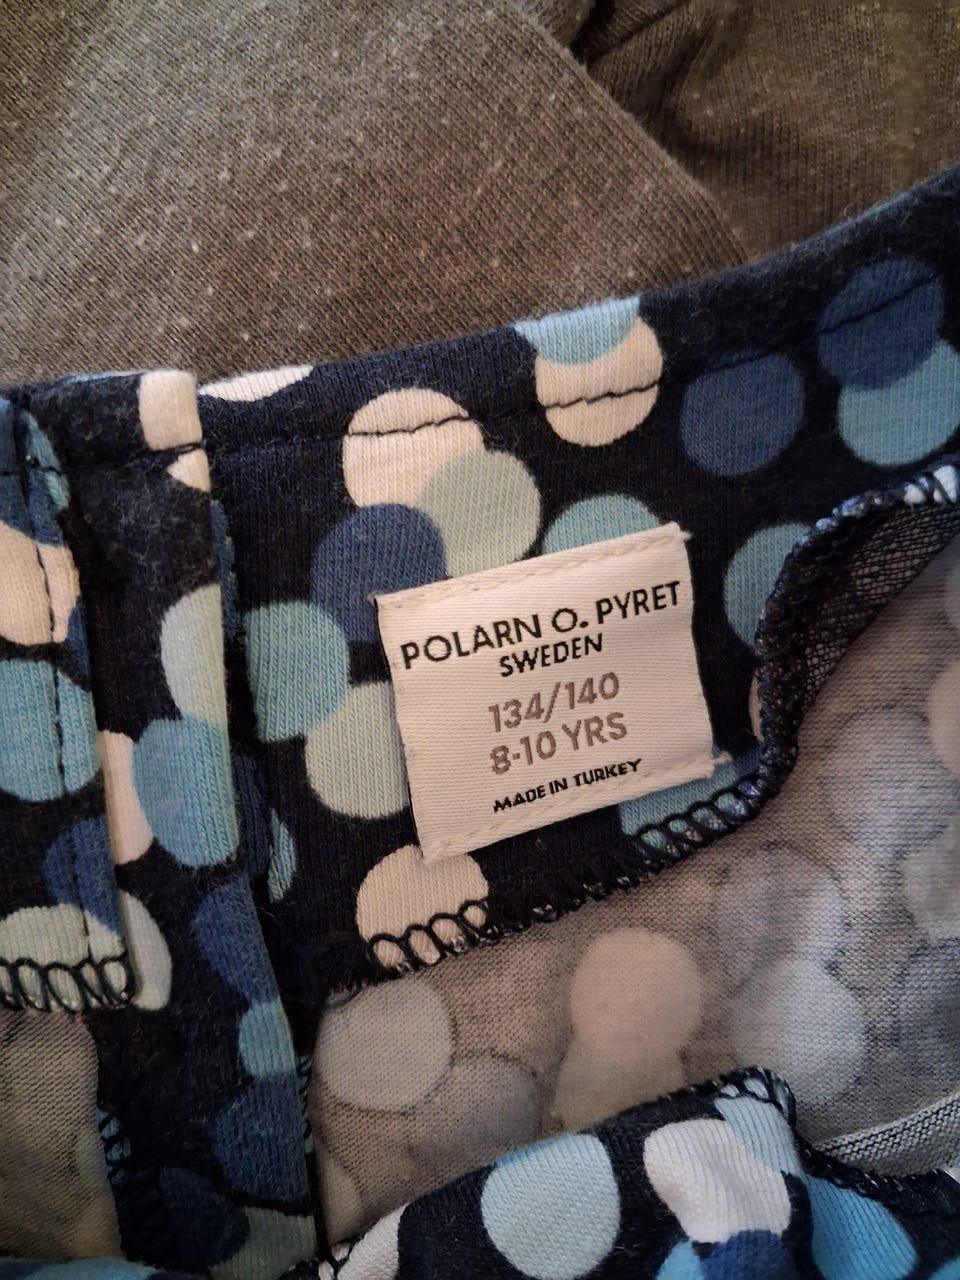 POLARN O. PYRET
SWEDEN
134/140
8-10 YRS
MADE IN TURKEY